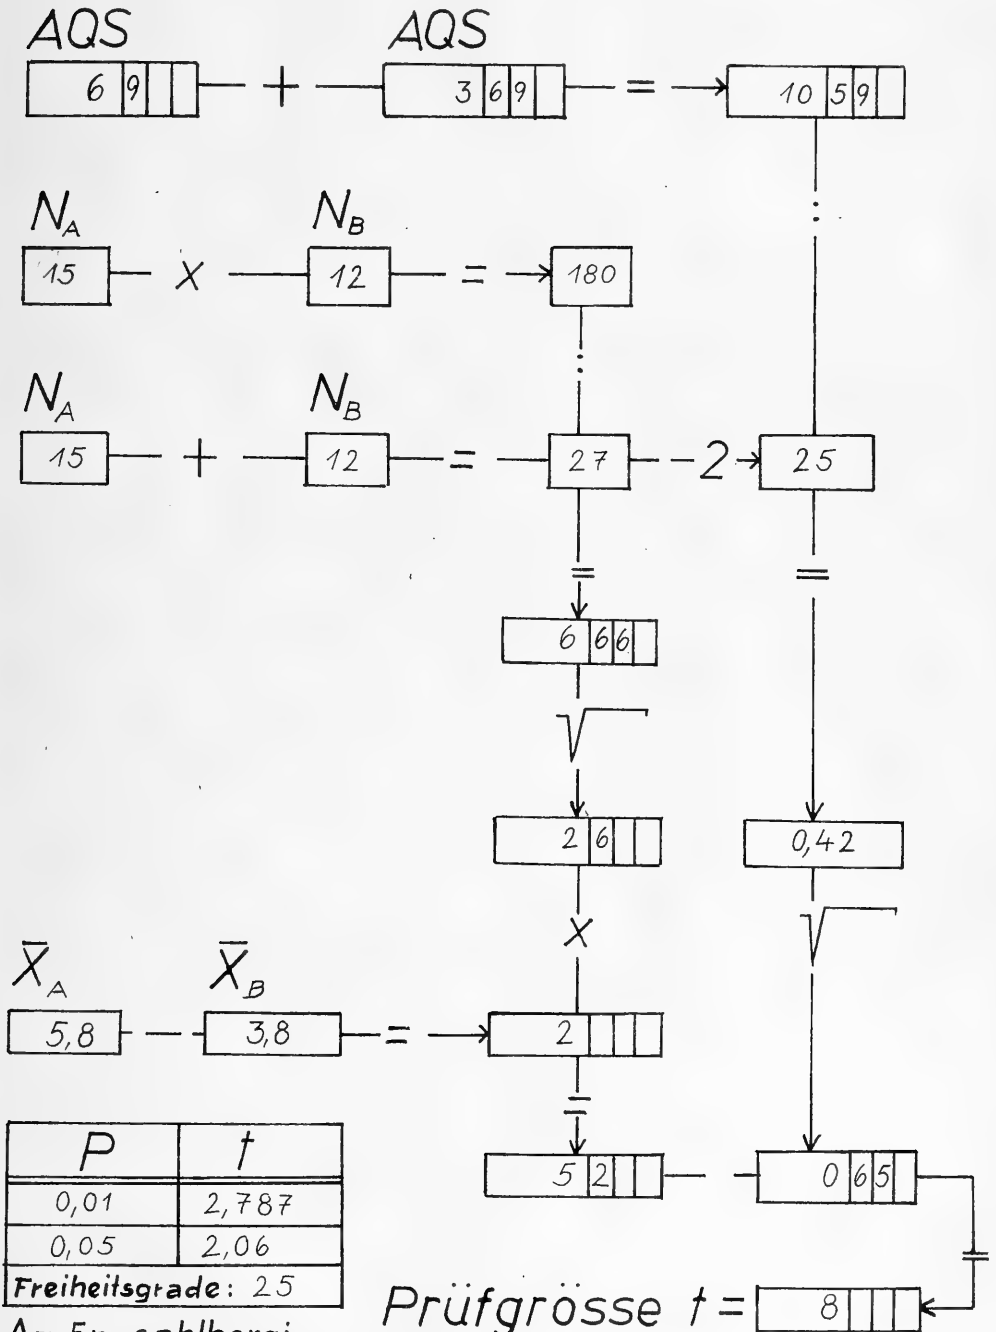 AQS AQS
6 9 + 3 6 9 = 10 5 9
:
N_A N_B
15 X 12 = 180
:
N_A N_B
15 + 12 = 27 - 2 25
= =
6 6 6
√
2 6 0,42
X √
X̄_A X̄_B
5,8 — 3,8 = 2
=
P t 5 2 0 6 5
0,01 2,787
0,05 2,06 =
Freiheitsgrade: 25
Prüfgrösse t = 8